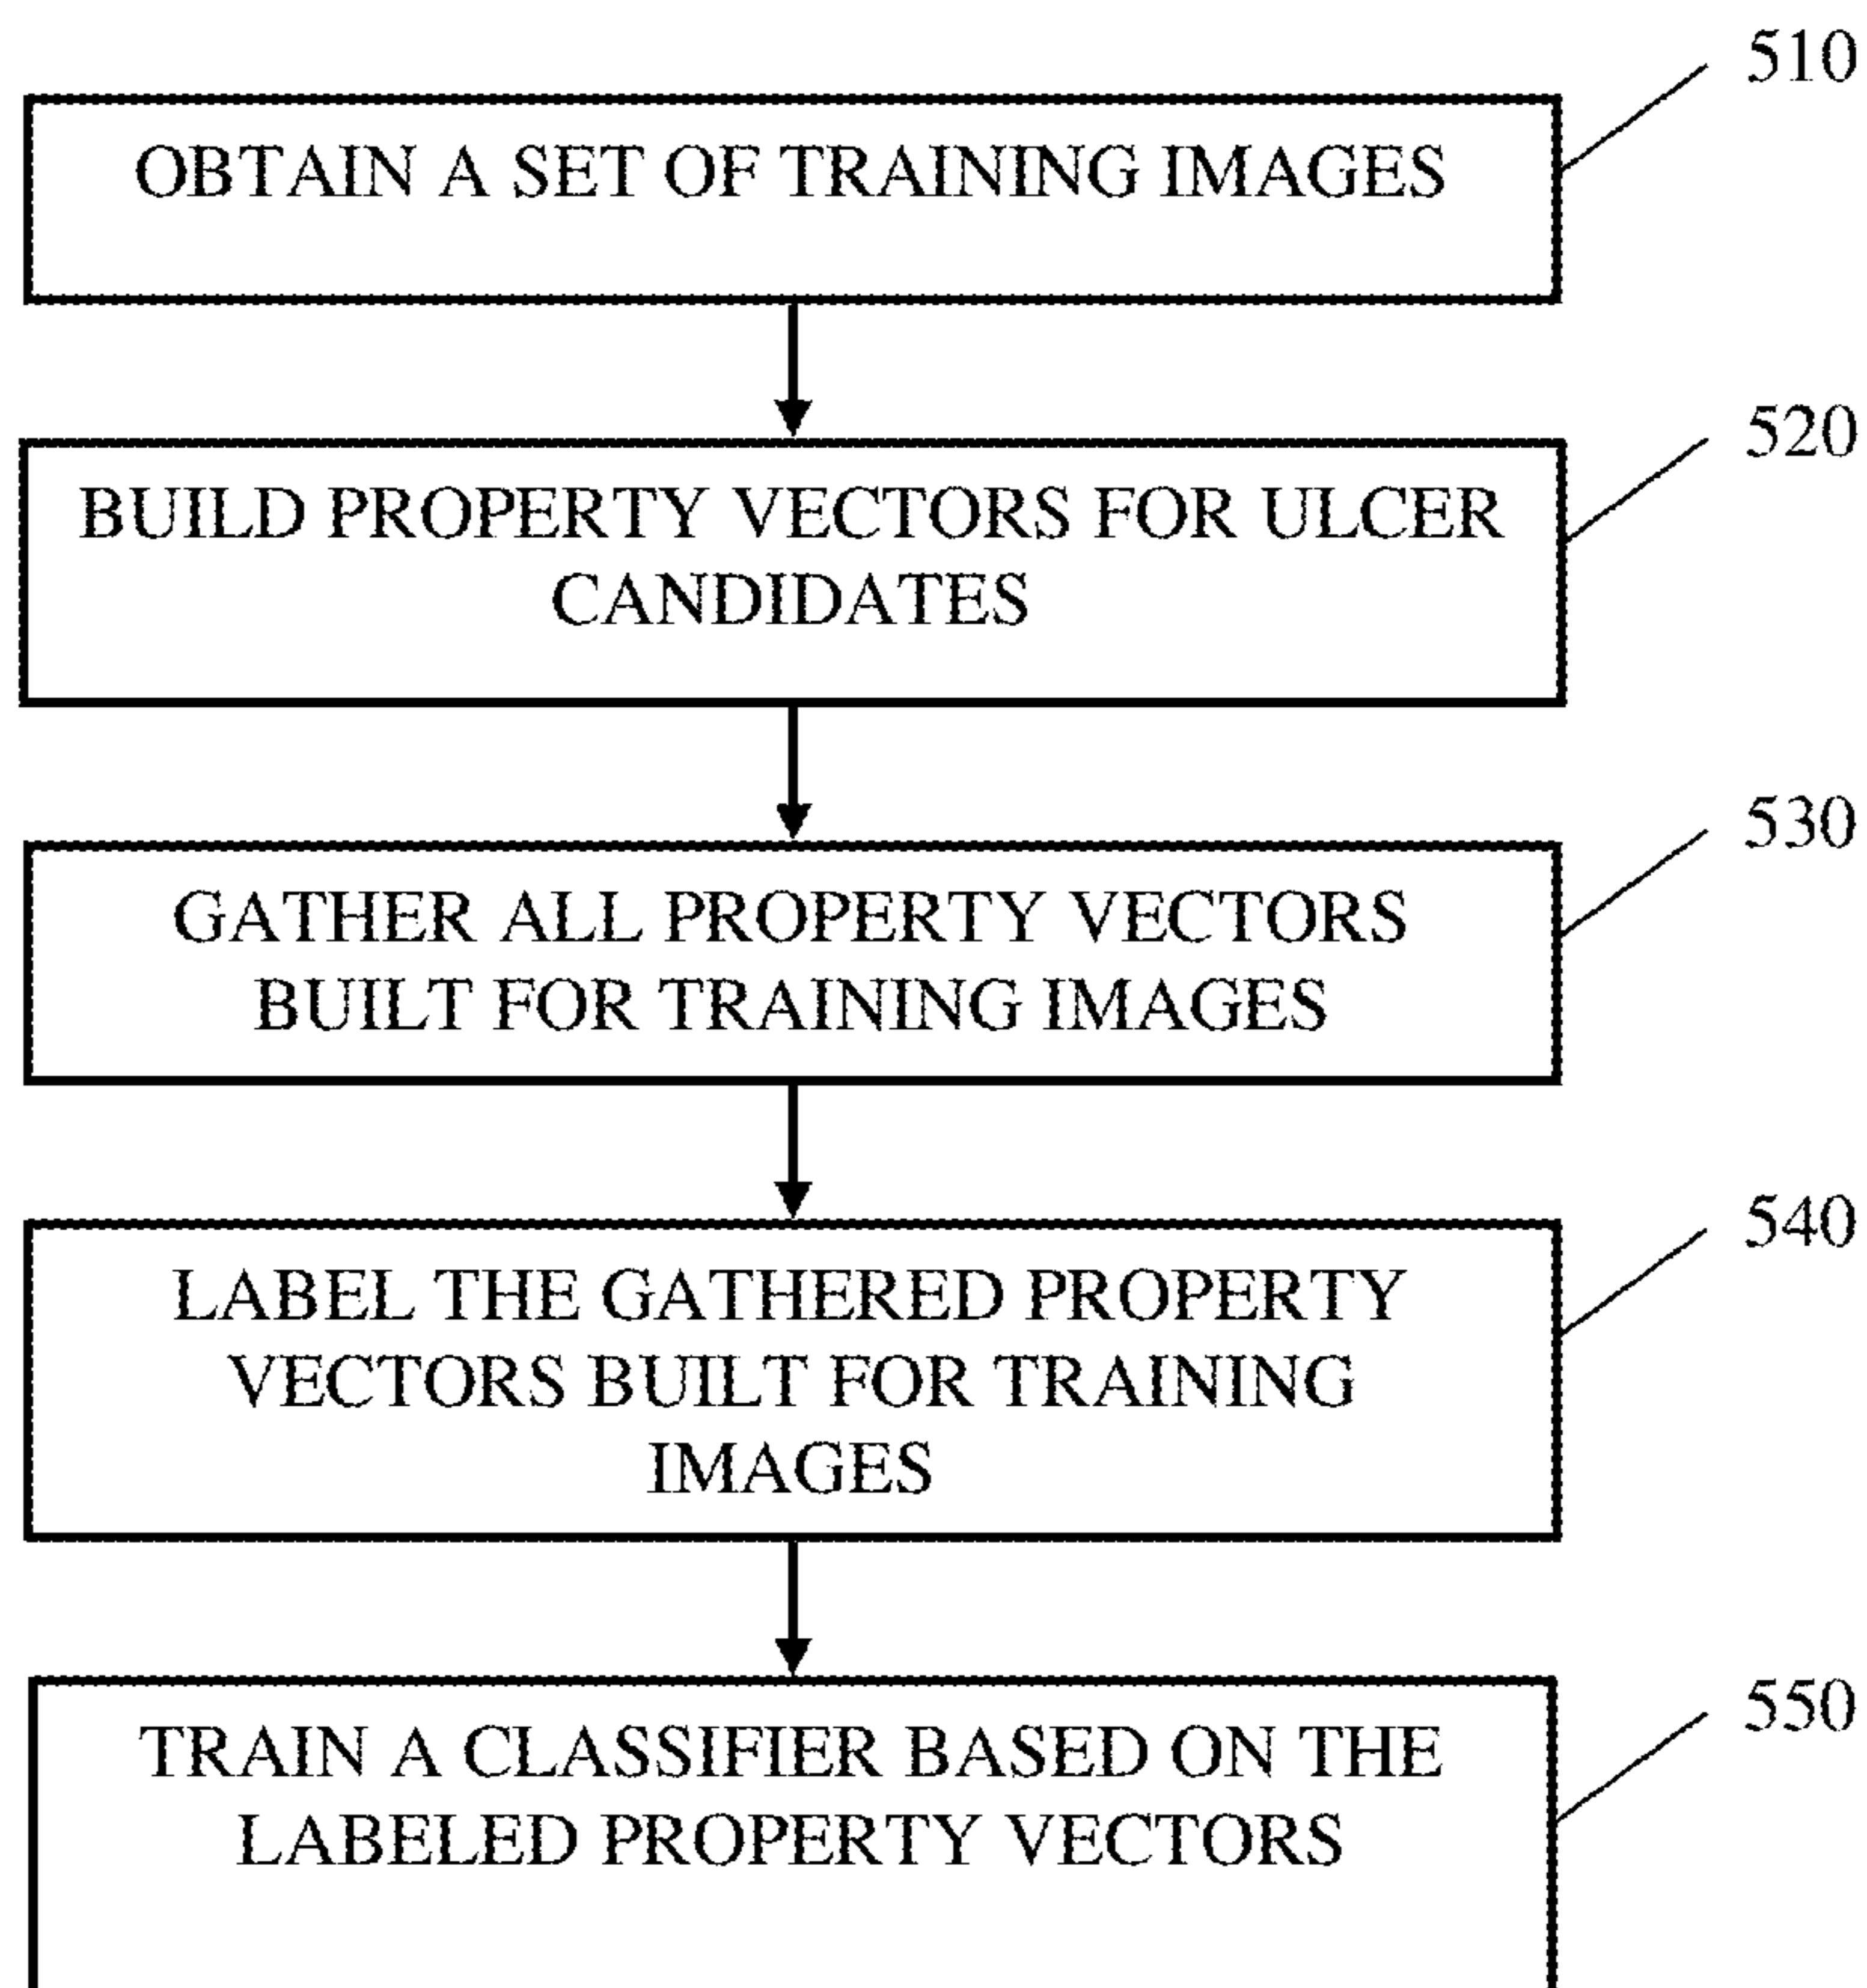 510
OBTAIN A SET OF TRAINING IMAGES
520
BUILD PROPERTY VECTORS FOR ULCER
CANDIDATES
530
GATHER ALL PROPERTY VECTORS
BUILT FOR TRAINING IMAGES
540
LABEL THE GATHERED PROPERTY
VECTORS BUILT FOR TRAINING
IMAGES
550
TRAIN A CLASSIFIER BASED ON THE
LABELED PROPERTY VECTORS